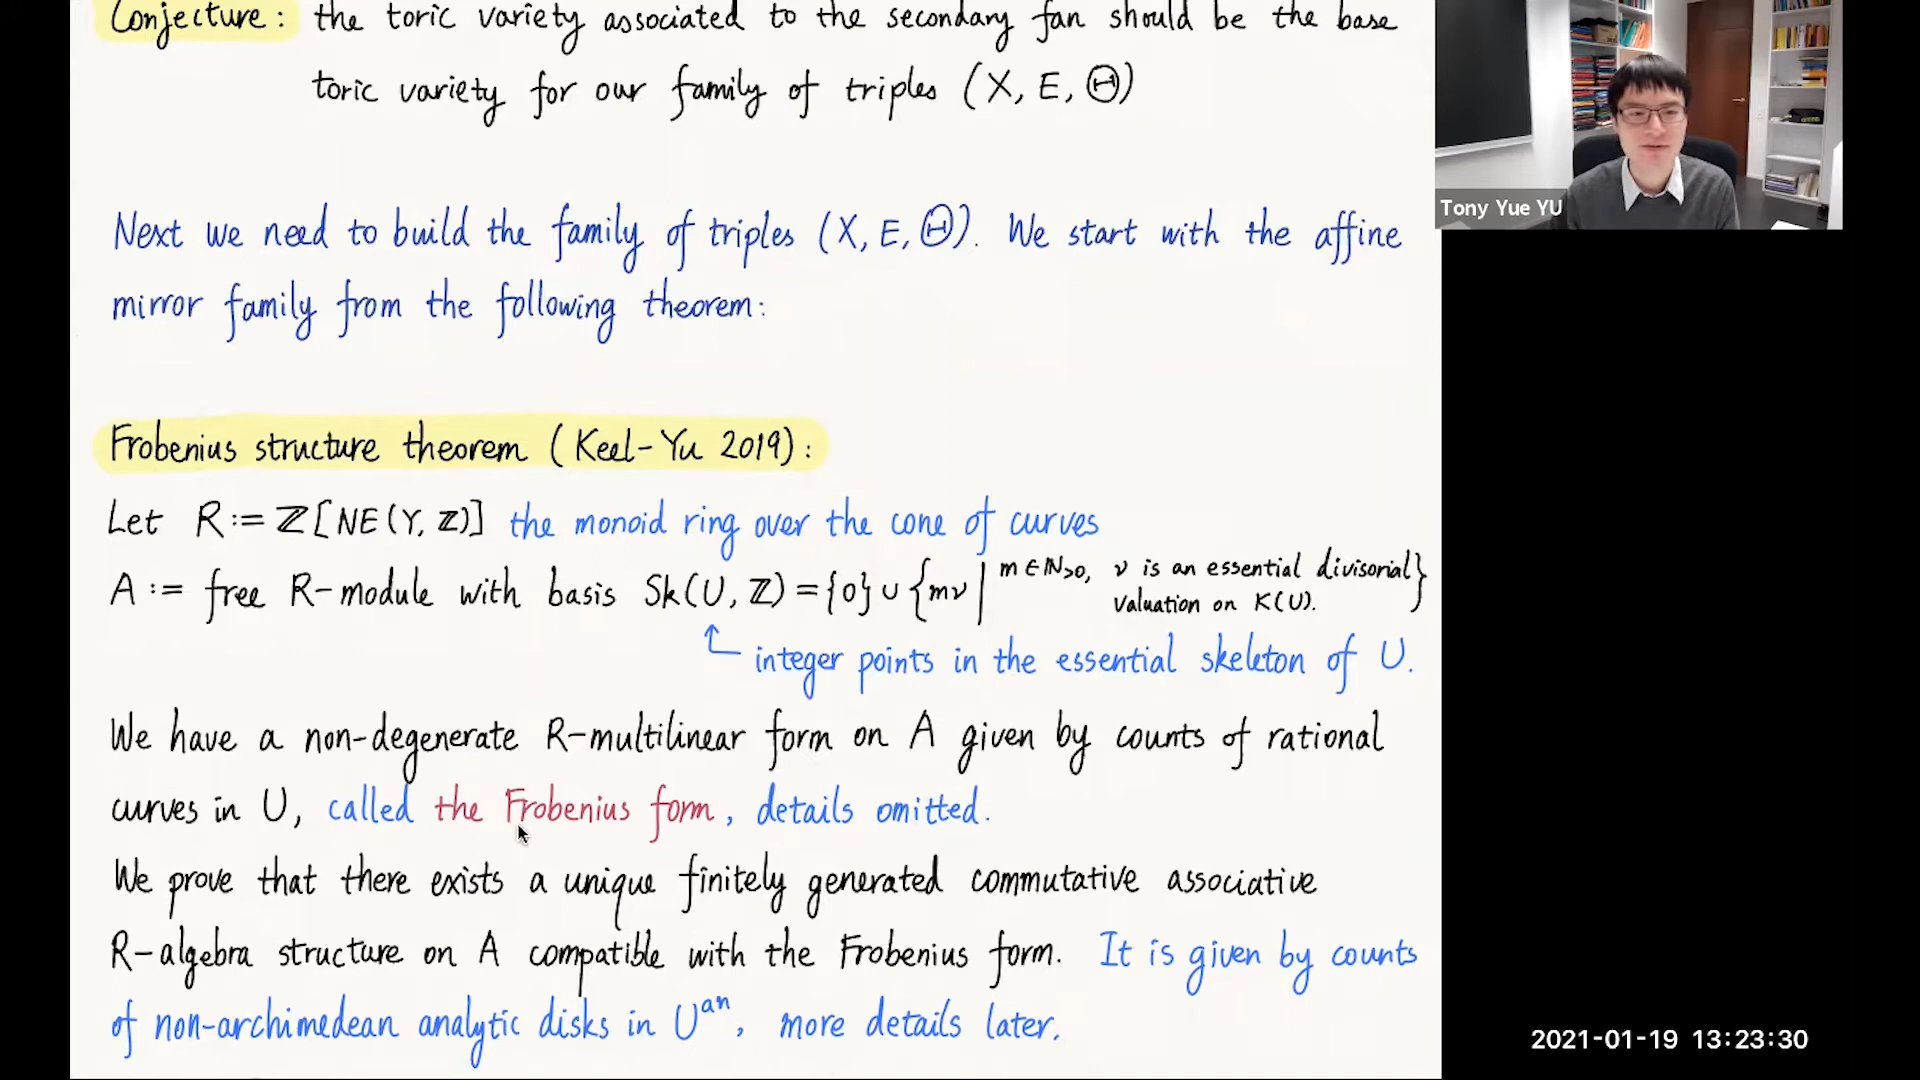 Conjecture: the toric variety associated to the secondary fan should be the base
toric variety for our family of triples (X, E, Θ)
Tony Yue YU
Next we need to build the family of triples (X, E, Θ). We start with the affine
mirror family from the following theorem:
Frobenius structure theorem (Keel-Yu 2019):
Let R := ℤ[NE(Y, ℤ)] the monoid ring over the cone of curves
A := free R-module with basis Sk(U, ℤ) = {0} ∪ {mν | m ∈ ℕ>0, ν is an essential divisorial
valuation on K(U).}
integer points in the essential skeleton of U.
We have a non-degenerate R-multilinear form on A given by counts of rational
curves in U, called the Frobenius form, details omitted.
We prove that there exists a unique finitely generated commutative associative
R-algebra structure on A compatible with the Frobenius form. It is given by counts
of non-archimedean analytic disks in U^an, more details later.
2021-01-19 13:23:30